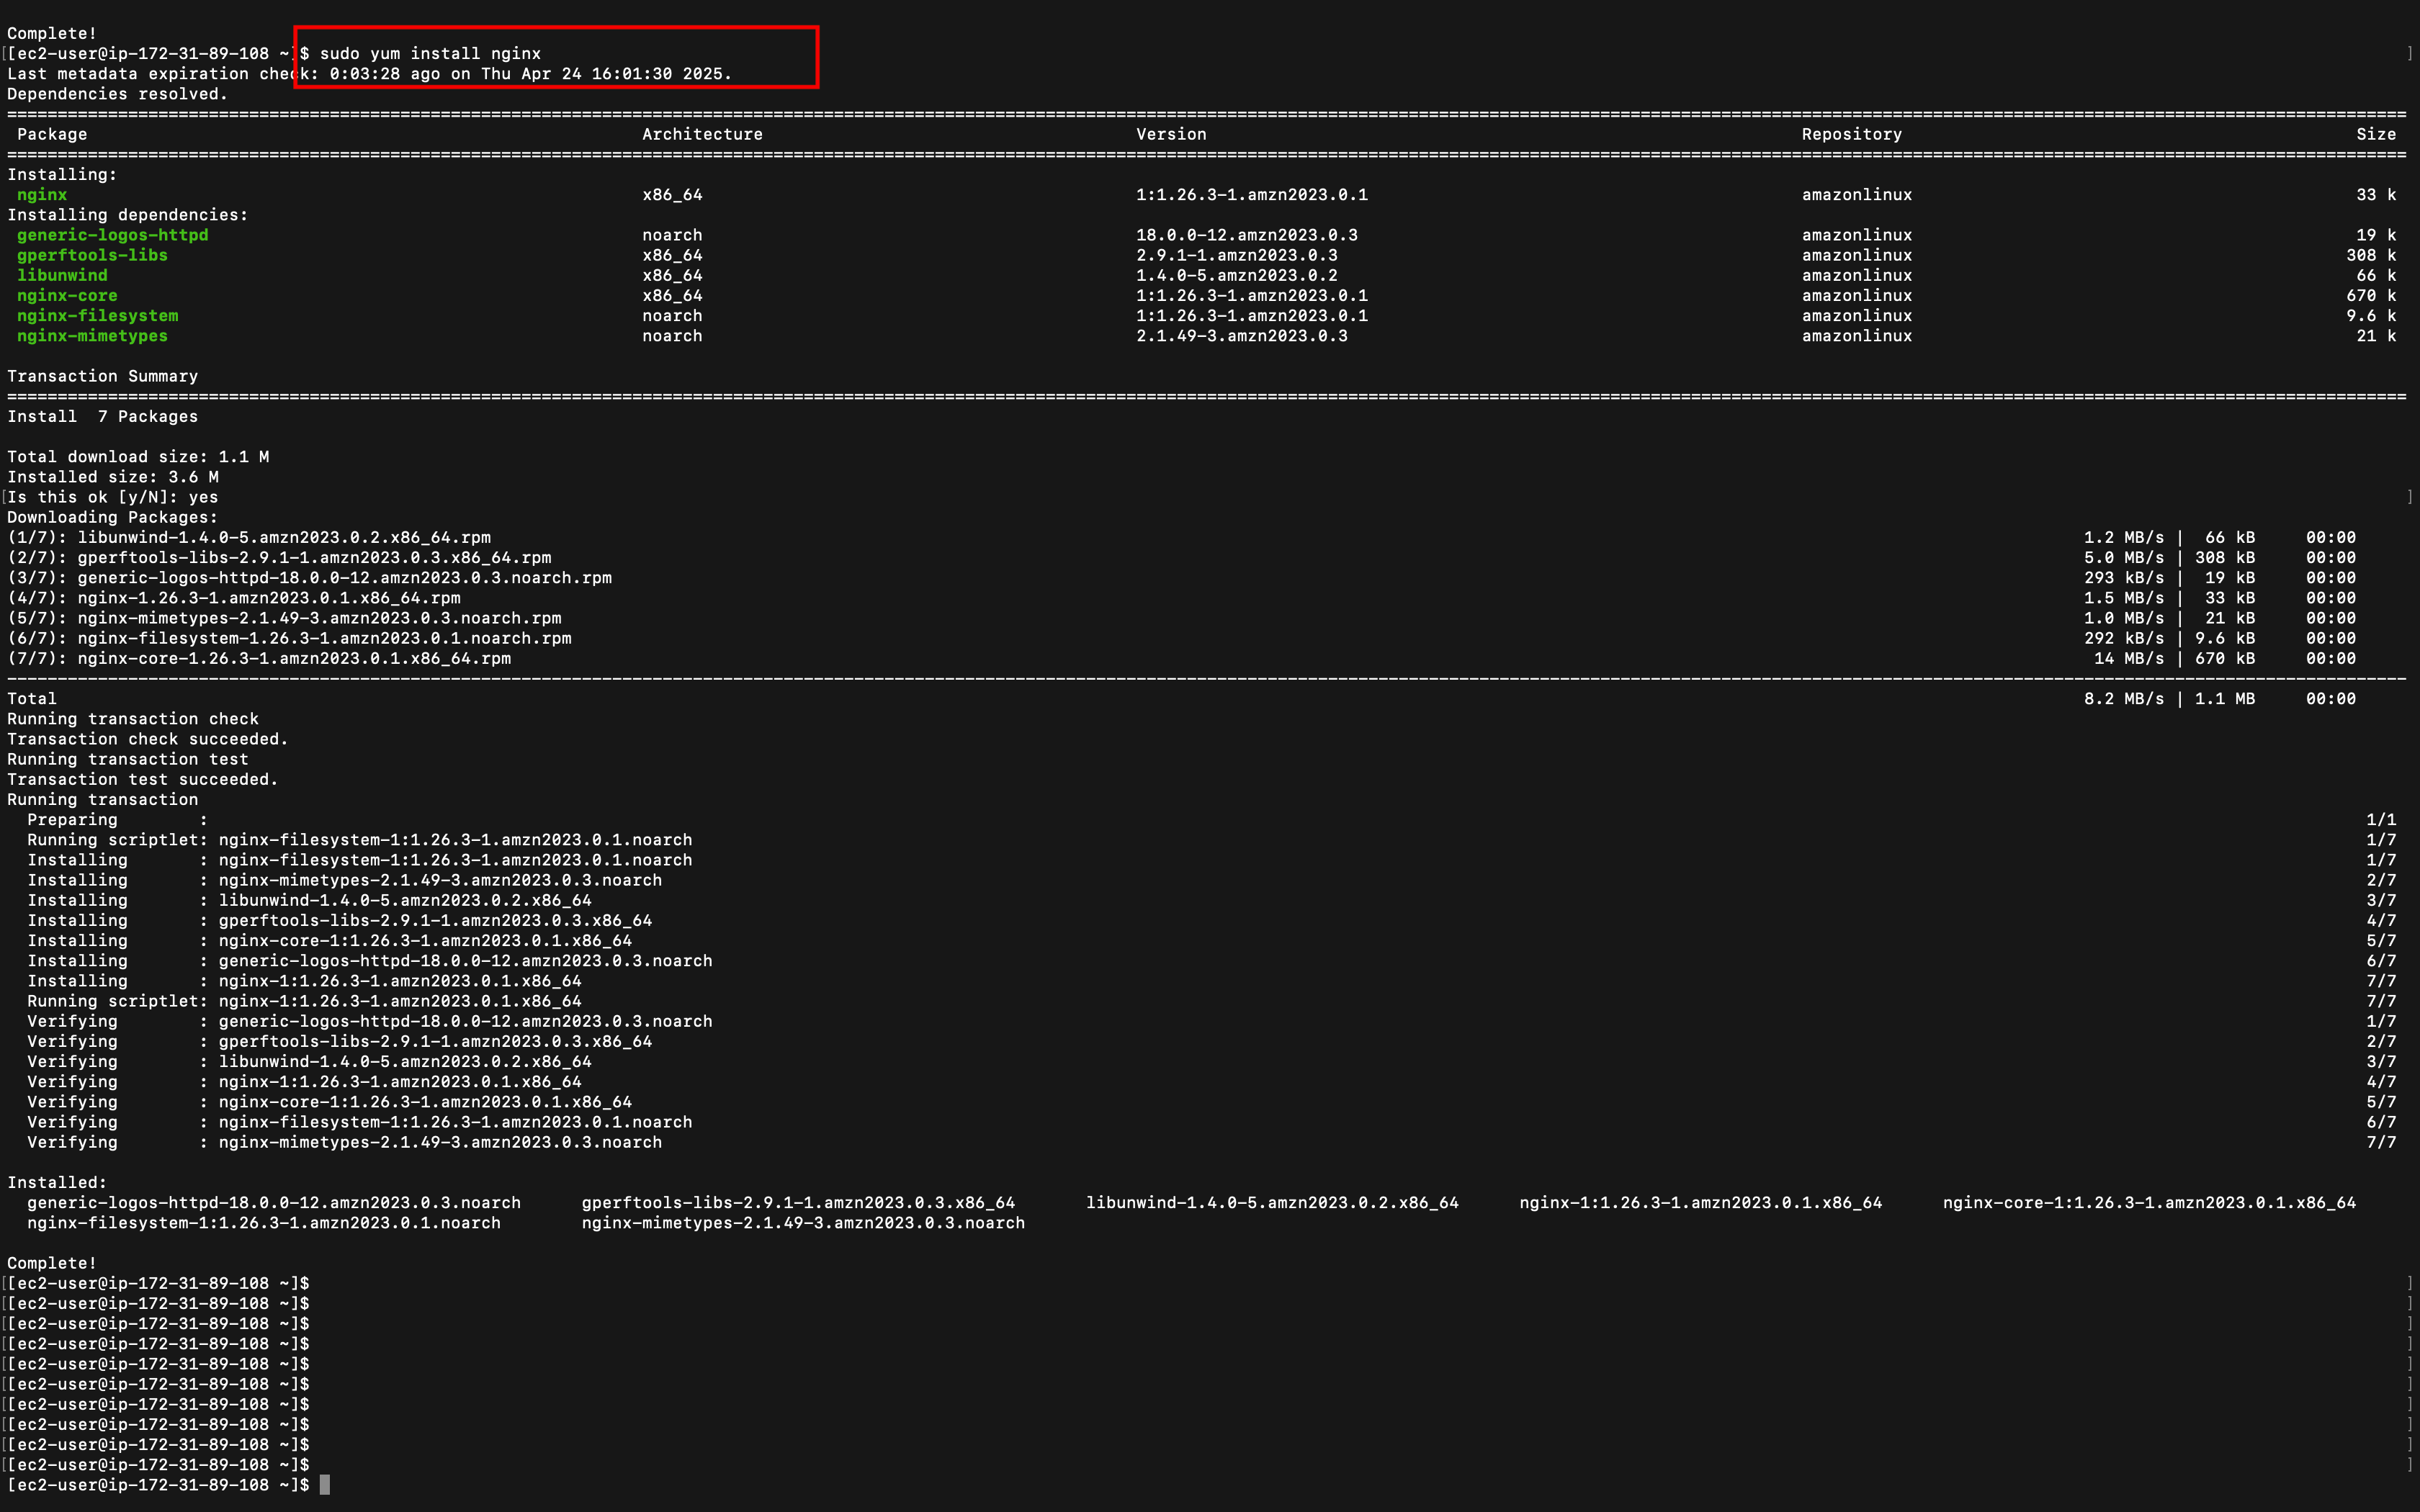 Complete!
[ec2-user@ip-172-31-89-108 ~]$ sudo yum install nginx
Last metadata expiration check: 0:03:28 ago on Thu Apr 24 16:01:30 2025.
Dependencies resolved.
Package Architecture Version Repository Size
Installing:
nginx x86_64 1:1.26.3-1.amzn2023.0.1 amazonlinux 33 k
Installing dependencies:
generic-logos-httpd noarch 18.0.0-12.amzn2023.0.3 amazonlinux 19 k
gperftools-libs x86_64 2.9.1-1.amzn2023.0.3 amazonlinux 308 k
libunwind x86_64 1.4.0-5.amzn2023.0.2 amazonlinux 66 k
nginx-core x86_64 1:1.26.3-1.amzn2023.0.1 amazonlinux 670 k
nginx-filesystem noarch 1:1.26.3-1.amzn2023.0.1 amazonlinux 9.6 k
nginx-mimetypes noarch 2.1.49-3.amzn2023.0.3 amazonlinux 21 k
Transaction Summary
Install 7 Packages
Total download size: 1.1 M
Installed size: 3.6 M
Is this ok [y/N]: yes
Downloading Packages:
(1/7): libunwind-1.4.0-5.amzn2023.0.2.x86_64.rpm 1.2 MB/s | 66 kB 00:00
(2/7): gperftools-libs-2.9.1-1.amzn2023.0.3.x86_64.rpm 5.0 MB/s | 308 kB 00:00
(3/7): generic-logos-httpd-18.0.0-12.amzn2023.0.3.noarch.rpm 293 kB/s | 19 kB 00:00
(4/7): nginx-1.26.3-1.amzn2023.0.1.x86_64.rpm 1.5 MB/s | 33 kB 00:00
(5/7): nginx-mimetypes-2.1.49-3.amzn2023.0.3.noarch.rpm 1.0 MB/s | 21 kB 00:00
(6/7): nginx-filesystem-1.26.3-1.amzn2023.0.1.noarch.rpm 292 kB/s | 9.6 kB 00:00
(7/7): nginx-core-1.26.3-1.amzn2023.0.1.x86_64.rpm 14 MB/s | 670 kB 00:00
Total 8.2 MB/s | 1.1 MB 00:00
Running transaction check
Transaction check succeeded.
Running transaction test
Transaction test succeeded.
Running transaction
Preparing : 1/1
Running scriptlet: nginx-filesystem-1:1.26.3-1.amzn2023.0.1.noarch 1/7
Installing : nginx-filesystem-1:1.26.3-1.amzn2023.0.1.noarch 1/7
Installing : nginx-mimetypes-2.1.49-3.amzn2023.0.3.noarch 2/7
Installing : libunwind-1.4.0-5.amzn2023.0.2.x86_64 3/7
Installing : gperftools-libs-2.9.1-1.amzn2023.0.3.x86_64 4/7
Installing : nginx-core-1:1.26.3-1.amzn2023.0.1.x86_64 5/7
Installing : generic-logos-httpd-18.0.0-12.amzn2023.0.3.noarch 6/7
Installing : nginx-1:1.26.3-1.amzn2023.0.1.x86_64 7/7
Running scriptlet: nginx-1:1.26.3-1.amzn2023.0.1.x86_64 7/7
Verifying : generic-logos-httpd-18.0.0-12.amzn2023.0.3.noarch 1/7
Verifying : gperftools-libs-2.9.1-1.amzn2023.0.3.x86_64 2/7
Verifying : libunwind-1.4.0-5.amzn2023.0.2.x86_64 3/7
Verifying : nginx-1:1.26.3-1.amzn2023.0.1.x86_64 4/7
Verifying : nginx-core-1:1.26.3-1.amzn2023.0.1.x86_64 5/7
Verifying : nginx-filesystem-1:1.26.3-1.amzn2023.0.1.noarch 6/7
Verifying : nginx-mimetypes-2.1.49-3.amzn2023.0.3.noarch 7/7
Installed:
generic-logos-httpd-18.0.0-12.amzn2023.0.3.noarch gperftools-libs-2.9.1-1.amzn2023.0.3.x86_64 libunwind-1.4.0-5.amzn2023.0.2.x86_64 nginx-1:1.26.3-1.amzn2023.0.1.x86_64 nginx-core-1:1.26.3-1.amzn2023.0.1.x86_64
nginx-filesystem-1:1.26.3-1.amzn2023.0.1.noarch nginx-mimetypes-2.1.49-3.amzn2023.0.3.noarch
Complete!
[ec2-user@ip-172-31-89-108 ~]$
[ec2-user@ip-172-31-89-108 ~]$
[ec2-user@ip-172-31-89-108 ~]$
[ec2-user@ip-172-31-89-108 ~]$
[ec2-user@ip-172-31-89-108 ~]$
[ec2-user@ip-172-31-89-108 ~]$
[ec2-user@ip-172-31-89-108 ~]$
[ec2-user@ip-172-31-89-108 ~]$
[ec2-user@ip-172-31-89-108 ~]$
[ec2-user@ip-172-31-89-108 ~]$
[ec2-user@ip-172-31-89-108 ~]$